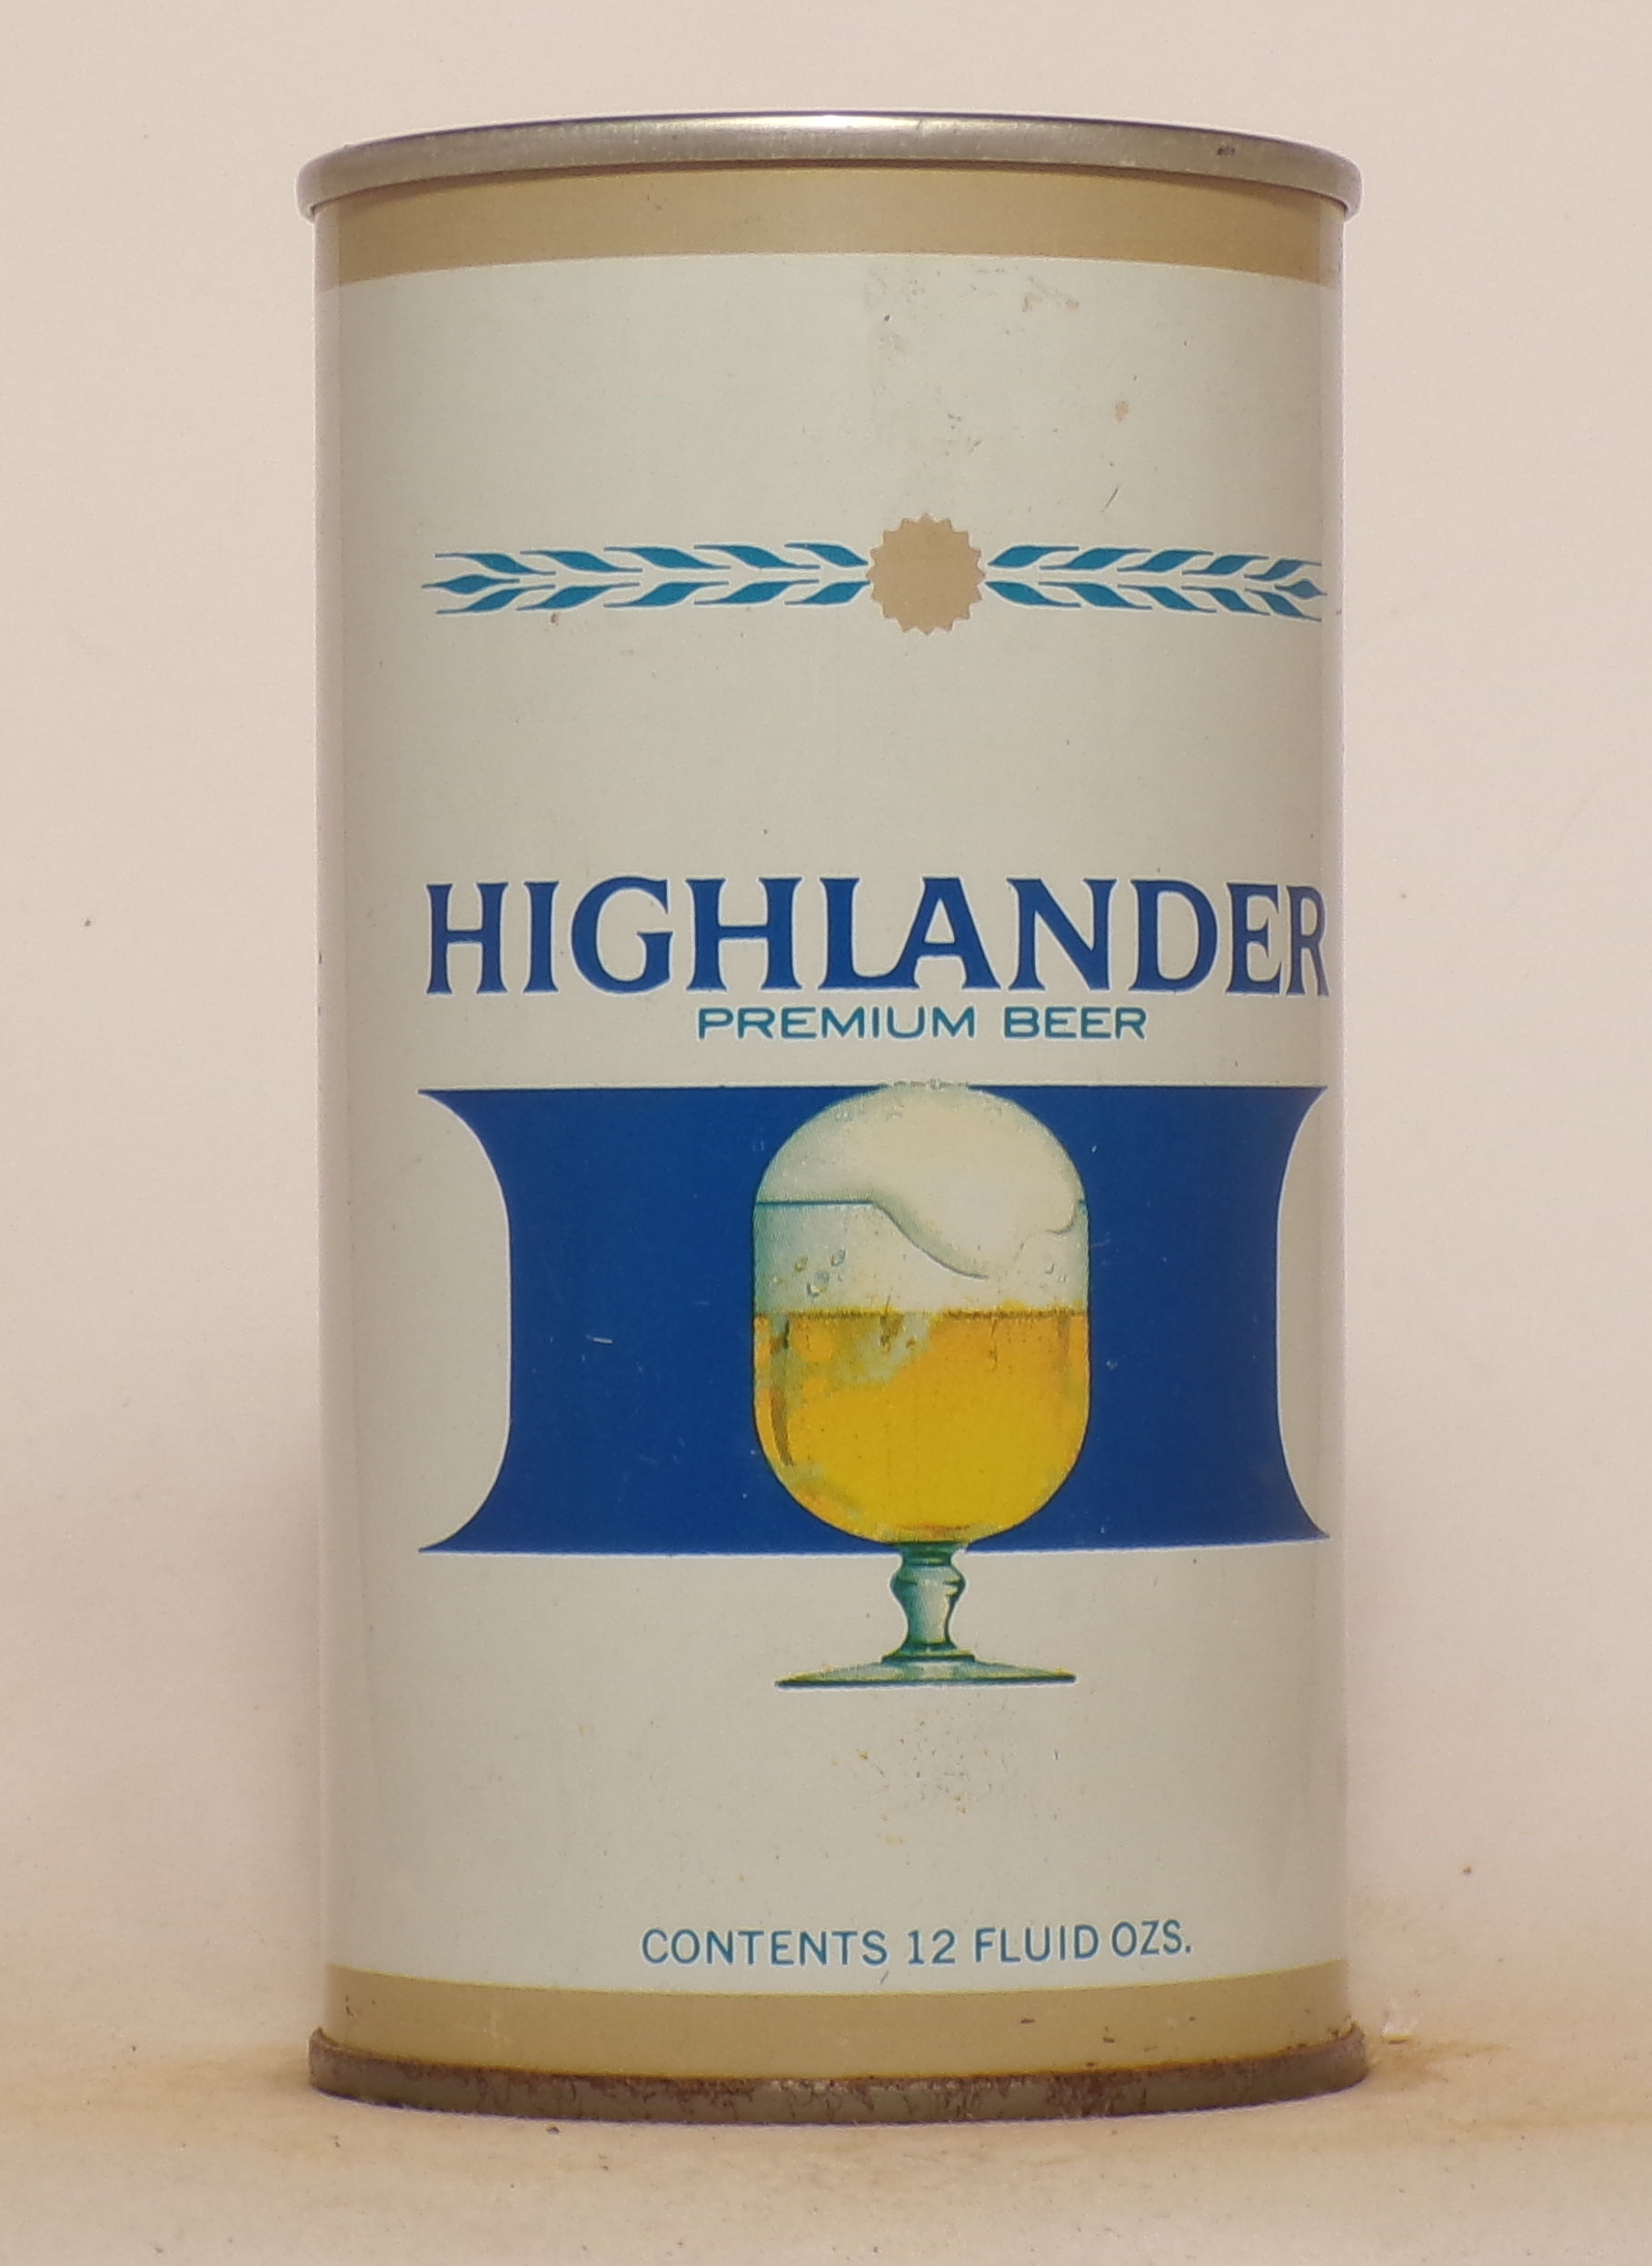 HIGHLANDER
PREMIUM BEER
CONTENTS 12 FLUID OZS.